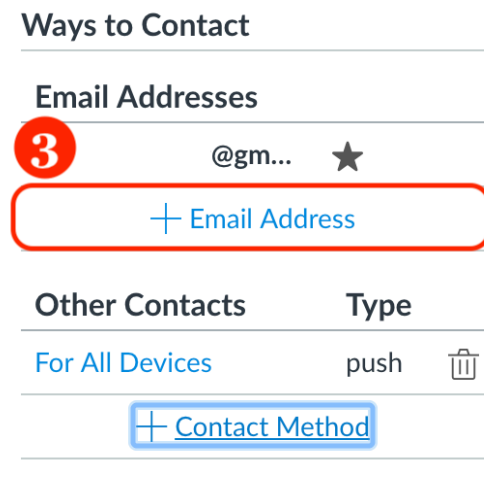 Ways to Contact
Email Addresses
3
@gm... ★
+ Email Address
Other Contacts Type
For All Devices push
+ Contact Method